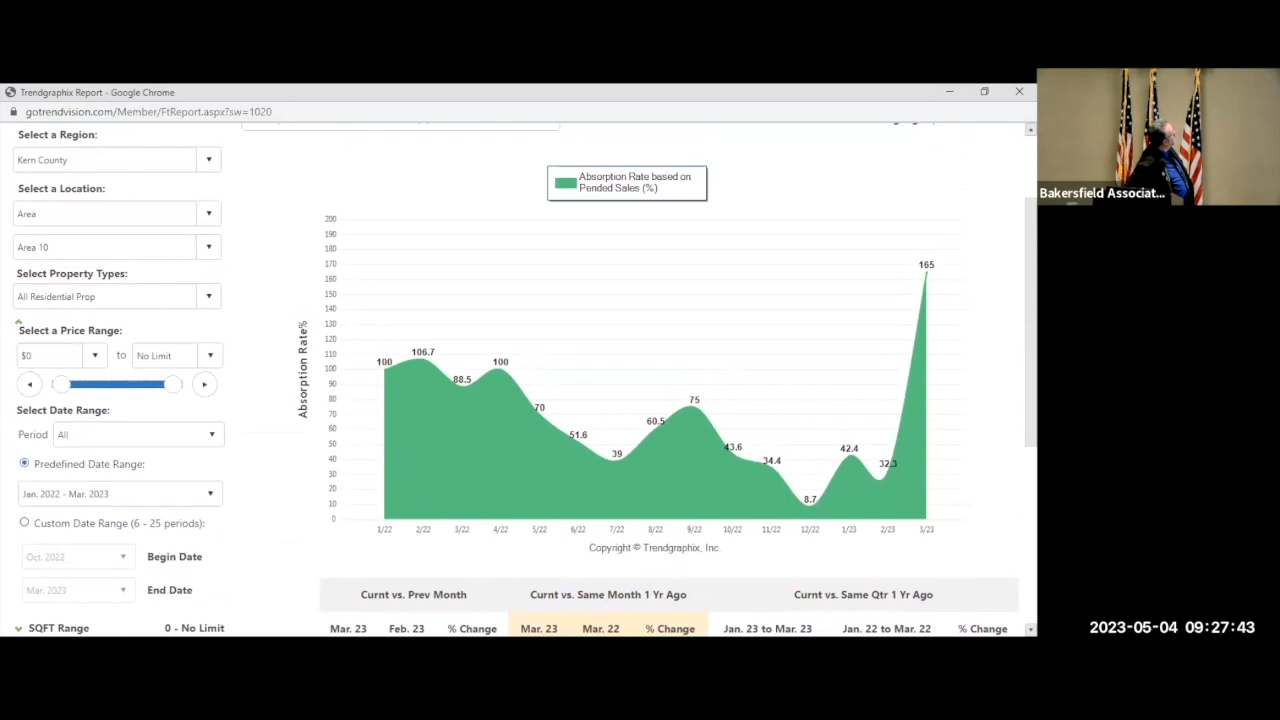 Trendgraphix Report - Google Chrome
gotrendvision.com/Member/FtReport.aspx?sw=1020
Select a Region:
Kern County
Select a Location:
Area
Area 10
Select Property Types:
All Residential Prop
Select a Price Range:
$0 to No Limit
Select Date Range:
Period All
Predefined Date Range:
Jan. 2022 - Mar. 2023
Custom Date Range (6 - 25 periods):
Oct. 2022 Begin Date
Mar. 2023 End Date
SQFT Range 0 - No Limit
Absorption Rate based on
Pended Sales (%)
Absorption Rate%
200
190
180
170
160
150
140
130
120
110
100
90
80
70
60
50
40
30
20
10
0
100 106.7 88.5 100 70 51.6 39 60.5 75 43.6 34.4 8.7 42.4 32.3 165
1/22 2/22 3/22 4/22 5/22 6/22 7/22 8/22 9/22 10/22 11/22 12/22 1/23 2/23 3/23
Copyright © Trendgraphix, Inc.
Curnt vs. Prev Month Curnt vs. Same Month 1 Yr Ago Curnt vs. Same Qtr 1 Yr Ago
Mar. 23 Feb. 23 % Change Mar. 23 Mar. 22 % Change Jan. 23 to Mar. 23 Jan. 22 to Mar. 22 % Change
Bakersfield Associat...
2023-05-04 09:27:43